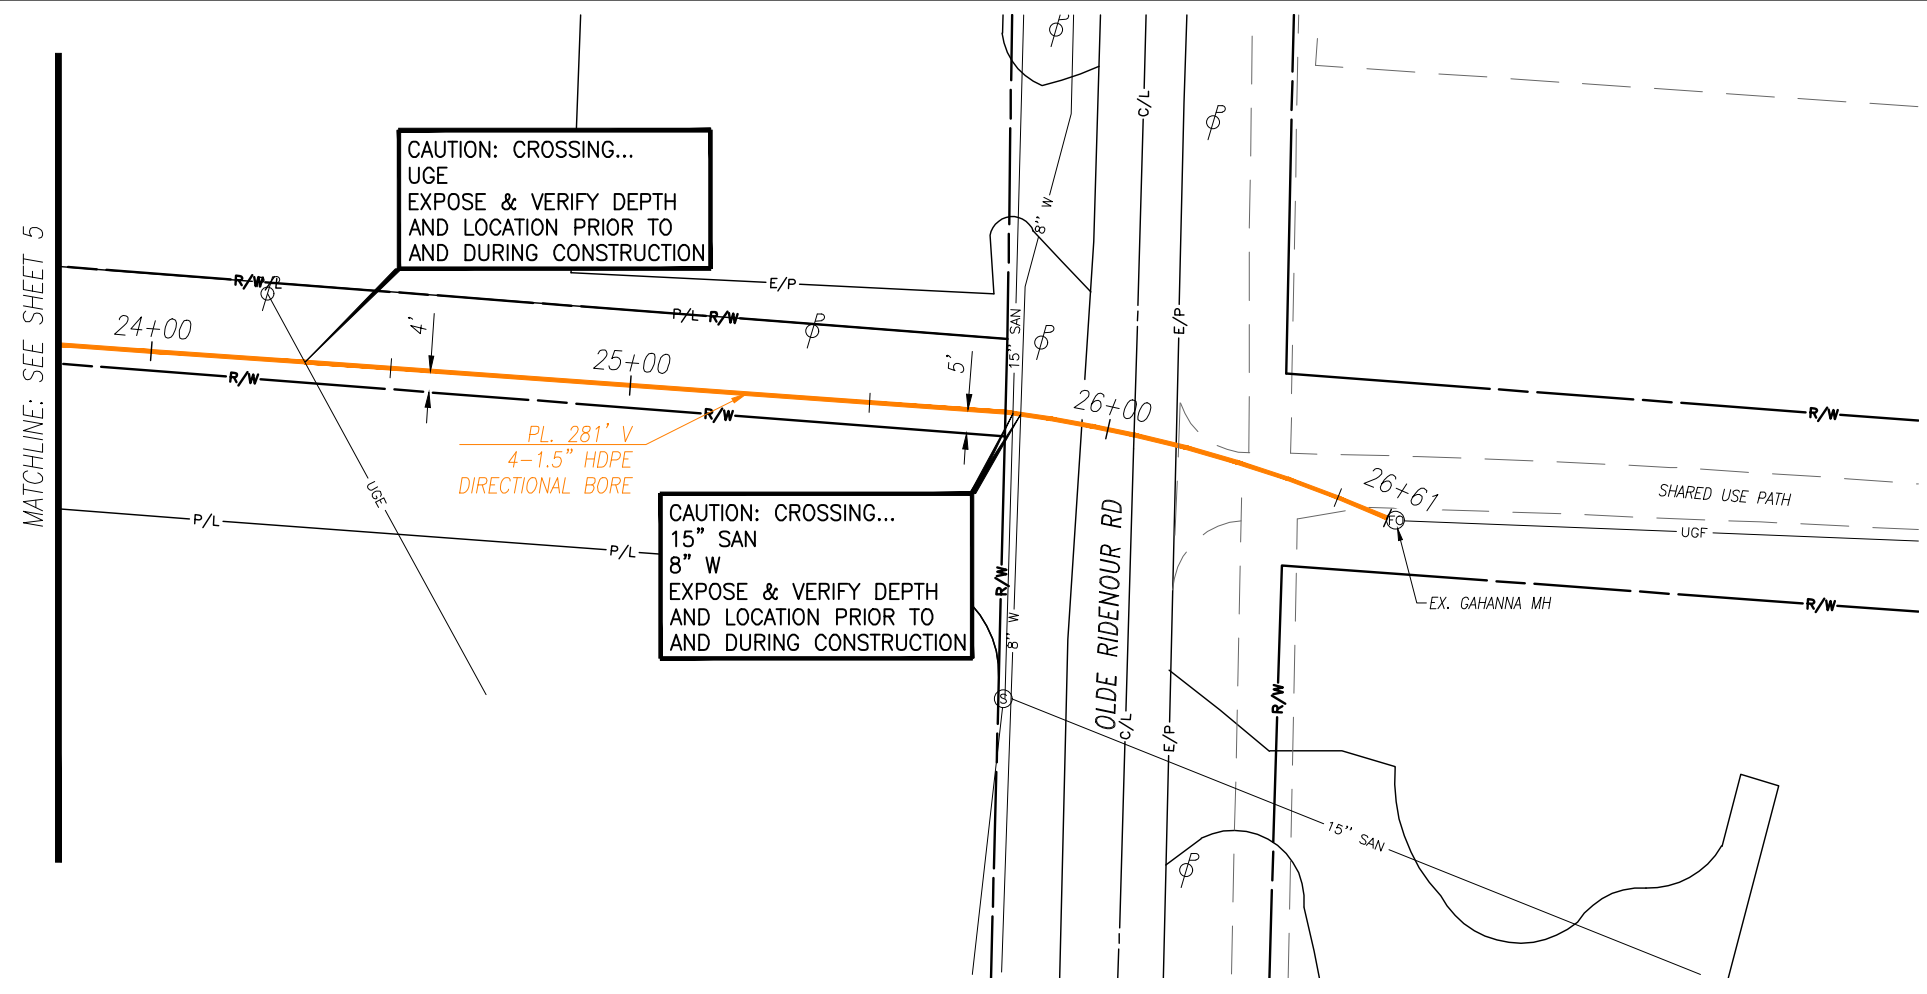 MATCHLINE: SEE SHEET 5
CAUTION: CROSSING...
UGE
EXPOSE & VERIFY DEPTH
AND LOCATION PRIOR TO
AND DURING CONSTRUCTION
R/W
E/P
P/L R/W
24+00
4'
25+00
5'
26+00
26+61
R/W
R/W
PL. 281' V
4-1.5" HDPE
DIRECTIONAL BORE
UGE
P/L
P/L
CAUTION: CROSSING...
15" SAN
8" W
EXPOSE & VERIFY DEPTH
AND LOCATION PRIOR TO
AND DURING CONSTRUCTION
8" W
15" SAN
C/L
E/P
R/W
8" W
S
OLDE RIDENOUR RD
C/L
E/P
R/W
SHARED USE PATH
FO
UGF
EX. GAHANNA MH
R/W
R/W
15" SAN